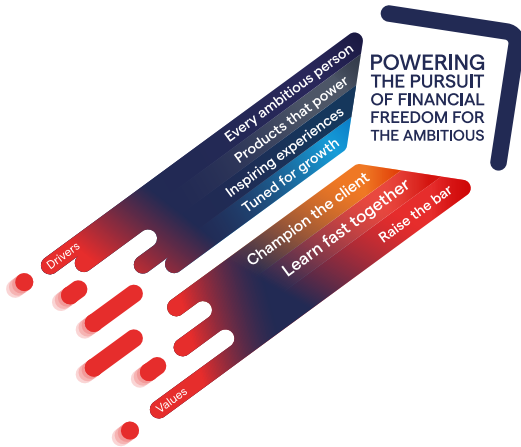 POWERING
THE PURSUIT
OF FINANCIAL
FREEDOM FOR
THE AMBITIOUS
Drivers
Every ambitious person
Products that power
Inspiring experiences
Tuned for growth
Values
Champion the client
Learn fast together
Raise the bar